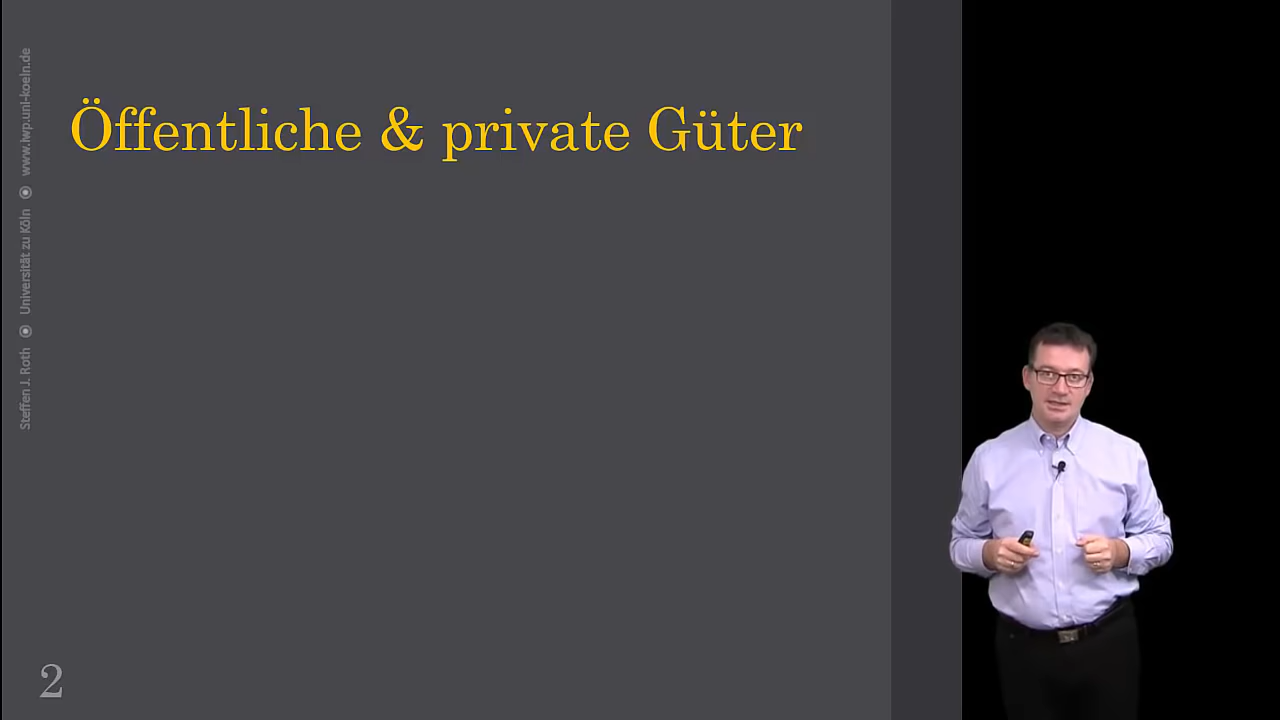 Öffentliche & private Güter
Steffen J. Roth ◉ Universität zu Köln ◉ www.iwp.uni-koeln.de
2